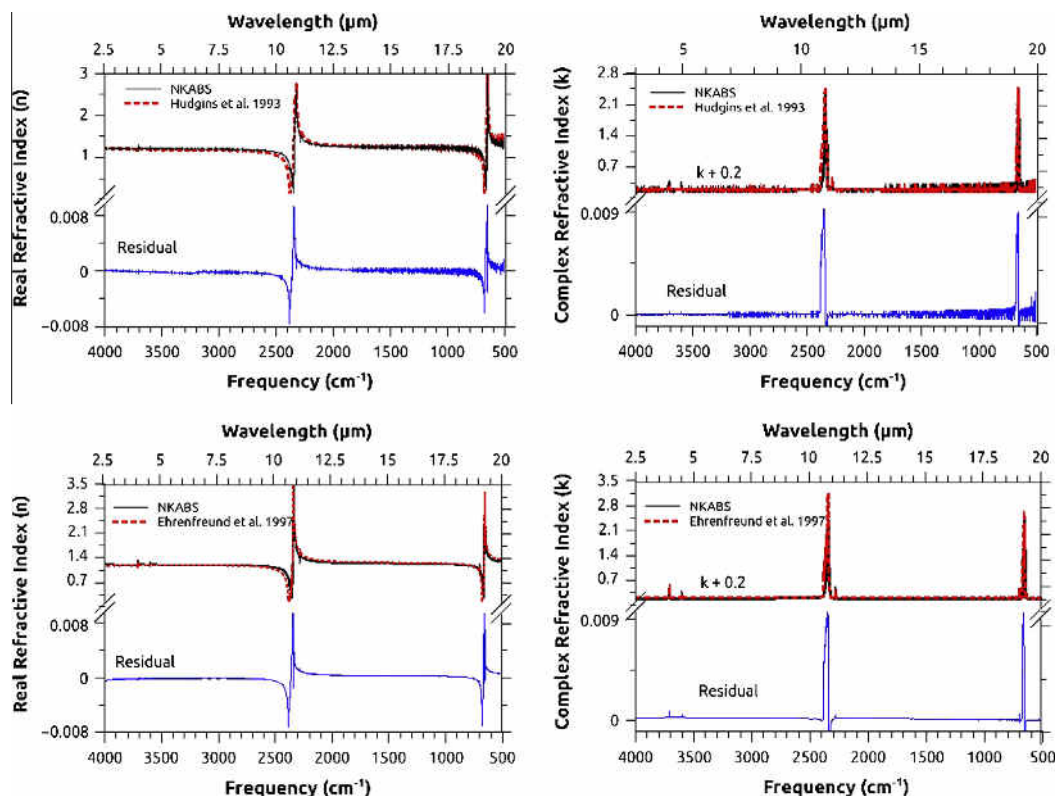 Wavelength (µm)
2.5 5 7.5 10 12.5 15 17.5 20
3
2
1
0.008
0
−0.008
Real Refractive Index (n)
NKABS
Hudgins et al. 1993
Residual
4000 3500 3000 2500 2000 1500 1000 500
Frequency (cm⁻¹)
Wavelength (µm)
5 10 15 20
2.8
2.1
1.4
0.7
0.009
0
Complex Refractive Index (k)
NKABS
Hudgins et al. 1993
k + 0.2
Residual
4000 3500 3000 2500 2000 1500 1000 500
Frequency (cm⁻¹)
Wavelength (µm)
2.5 5 7.5 10 12.5 15 17.5 20
3.5
2.8
2.1
1.4
0.7
0.008
0
−0.008
Real Refractive Index (n)
NKABS
Ehrenfreund et al. 1997
Residual
4000 3500 3000 2500 2000 1500 1000 500
Frequency (cm⁻¹)
Wavelength (µm)
2.5 5 7.5 10 12.5 15 17.5 20
3.5
2.8
2.1
1.4
0.7
0.009
0
Complex Refractive Index (k)
NKABS
Ehrenfreund et al. 1997
k + 0.2
Residual
4000 3500 3000 2500 2000 1500 1000 500
Frequency (cm⁻¹)